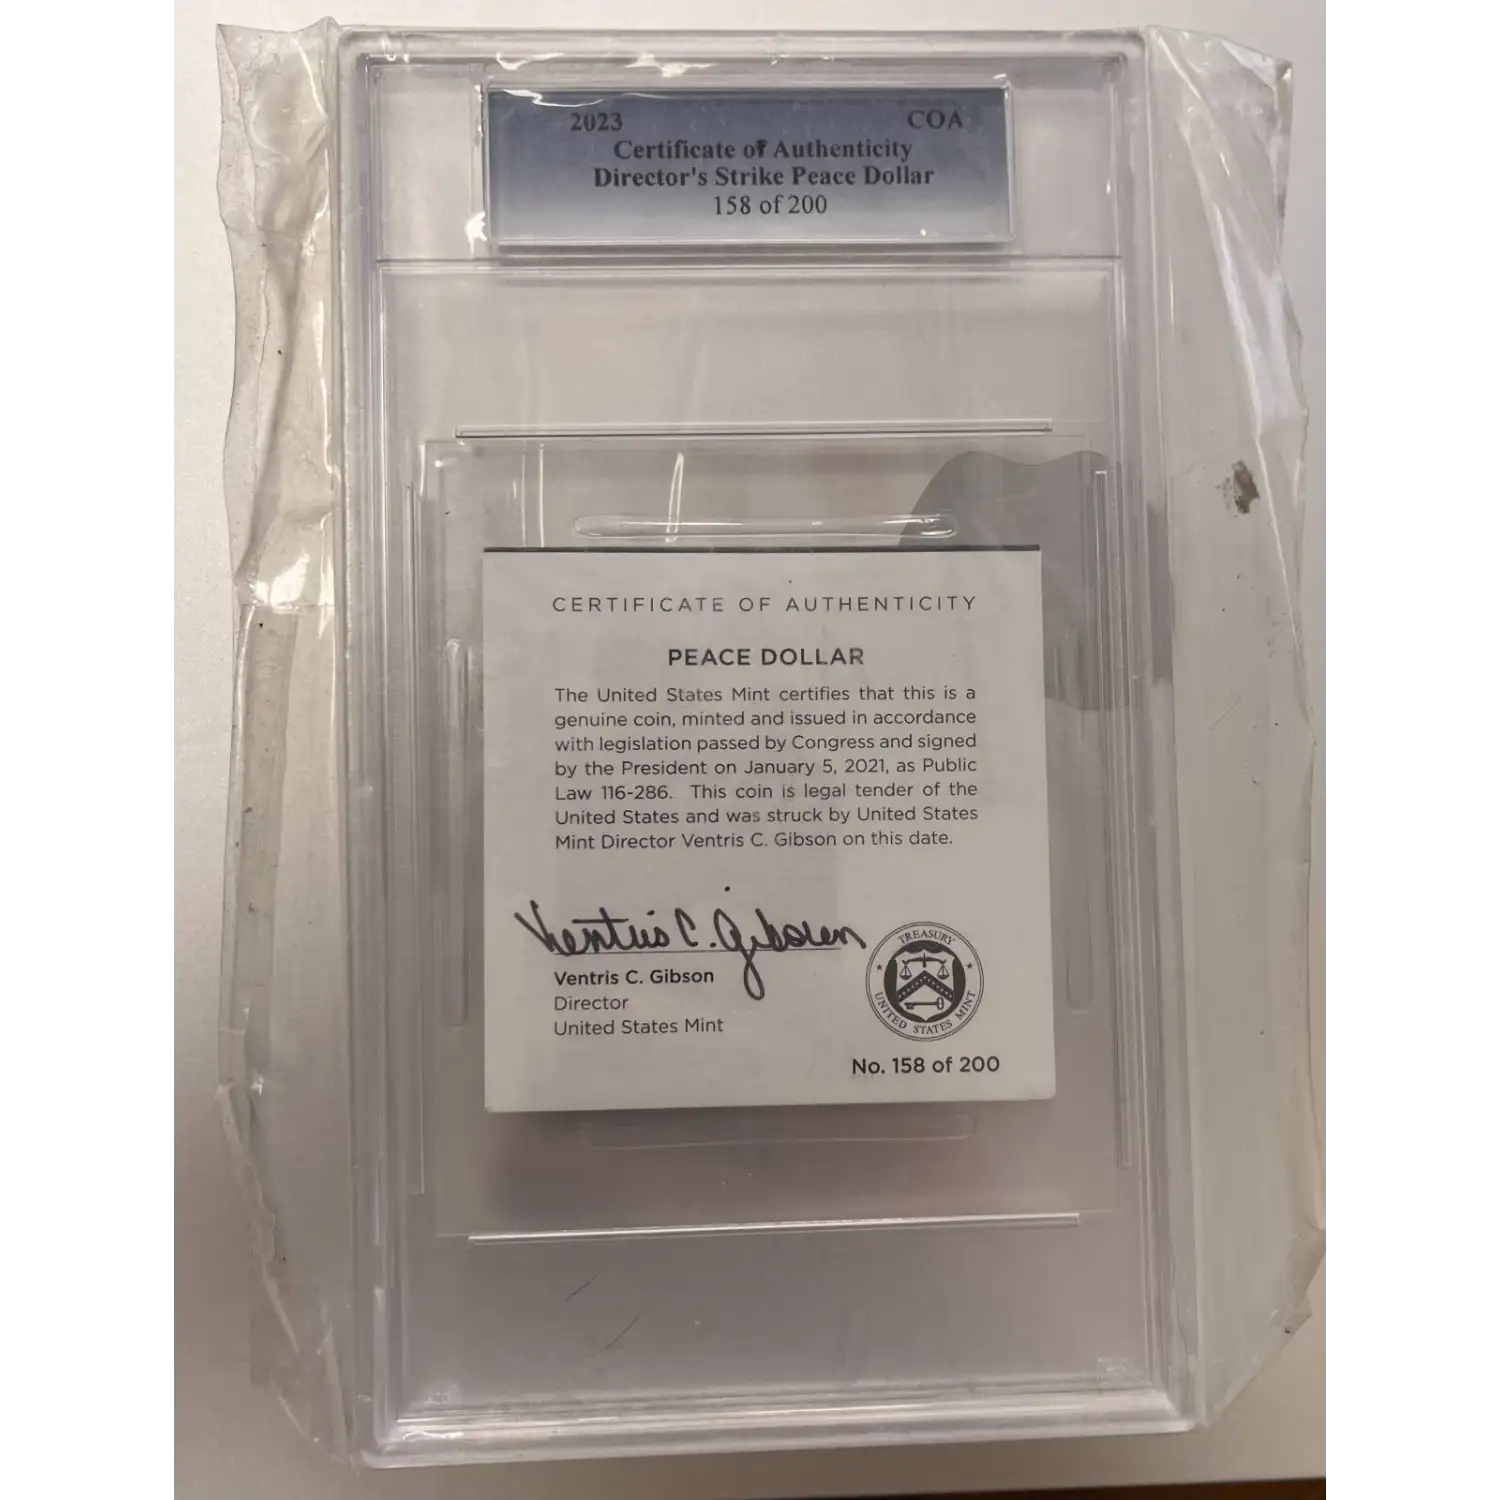 2023 COA
Certificate of Authenticity
Director's Strike Peace Dollar
158 of 200
CERTIFICATE OF AUTHENTICITY
PEACE DOLLAR
The United States Mint certifies that this is a
genuine coin, minted and issued in accordance
with legislation passed by Congress and signed
by the President on January 5, 2021, as Public
Law 116-286. This coin is legal tender of the
United States and was struck by United States
Mint Director Ventris C. Gibson on this date.
Ventris C. Gibson
Ventris C. Gibson
Director
United States Mint
TREASURY
UNITED STATES MINT
No. 158 of 200